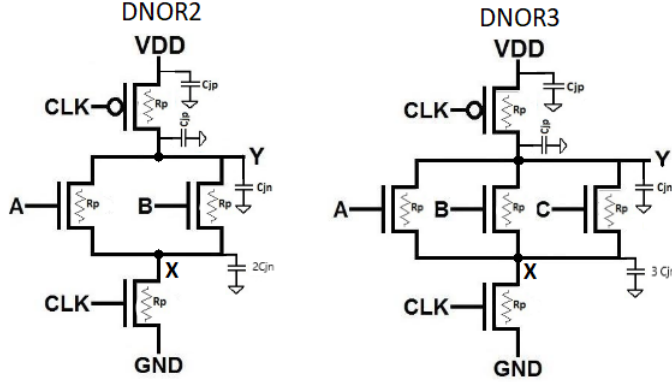 DNOR2
VDD
Cjp
CLK
Rp
Cjp
Y
A
Rp
B
Rp
Cjn
X
2Cjn
CLK
Rp
GND
DNOR3
VDD
Cjp
CLK
Rp
Cjp
Y
A
Rp
B
Rp
C
Rp
Cjn
X
3 Cjn
CLK
Rp
GND